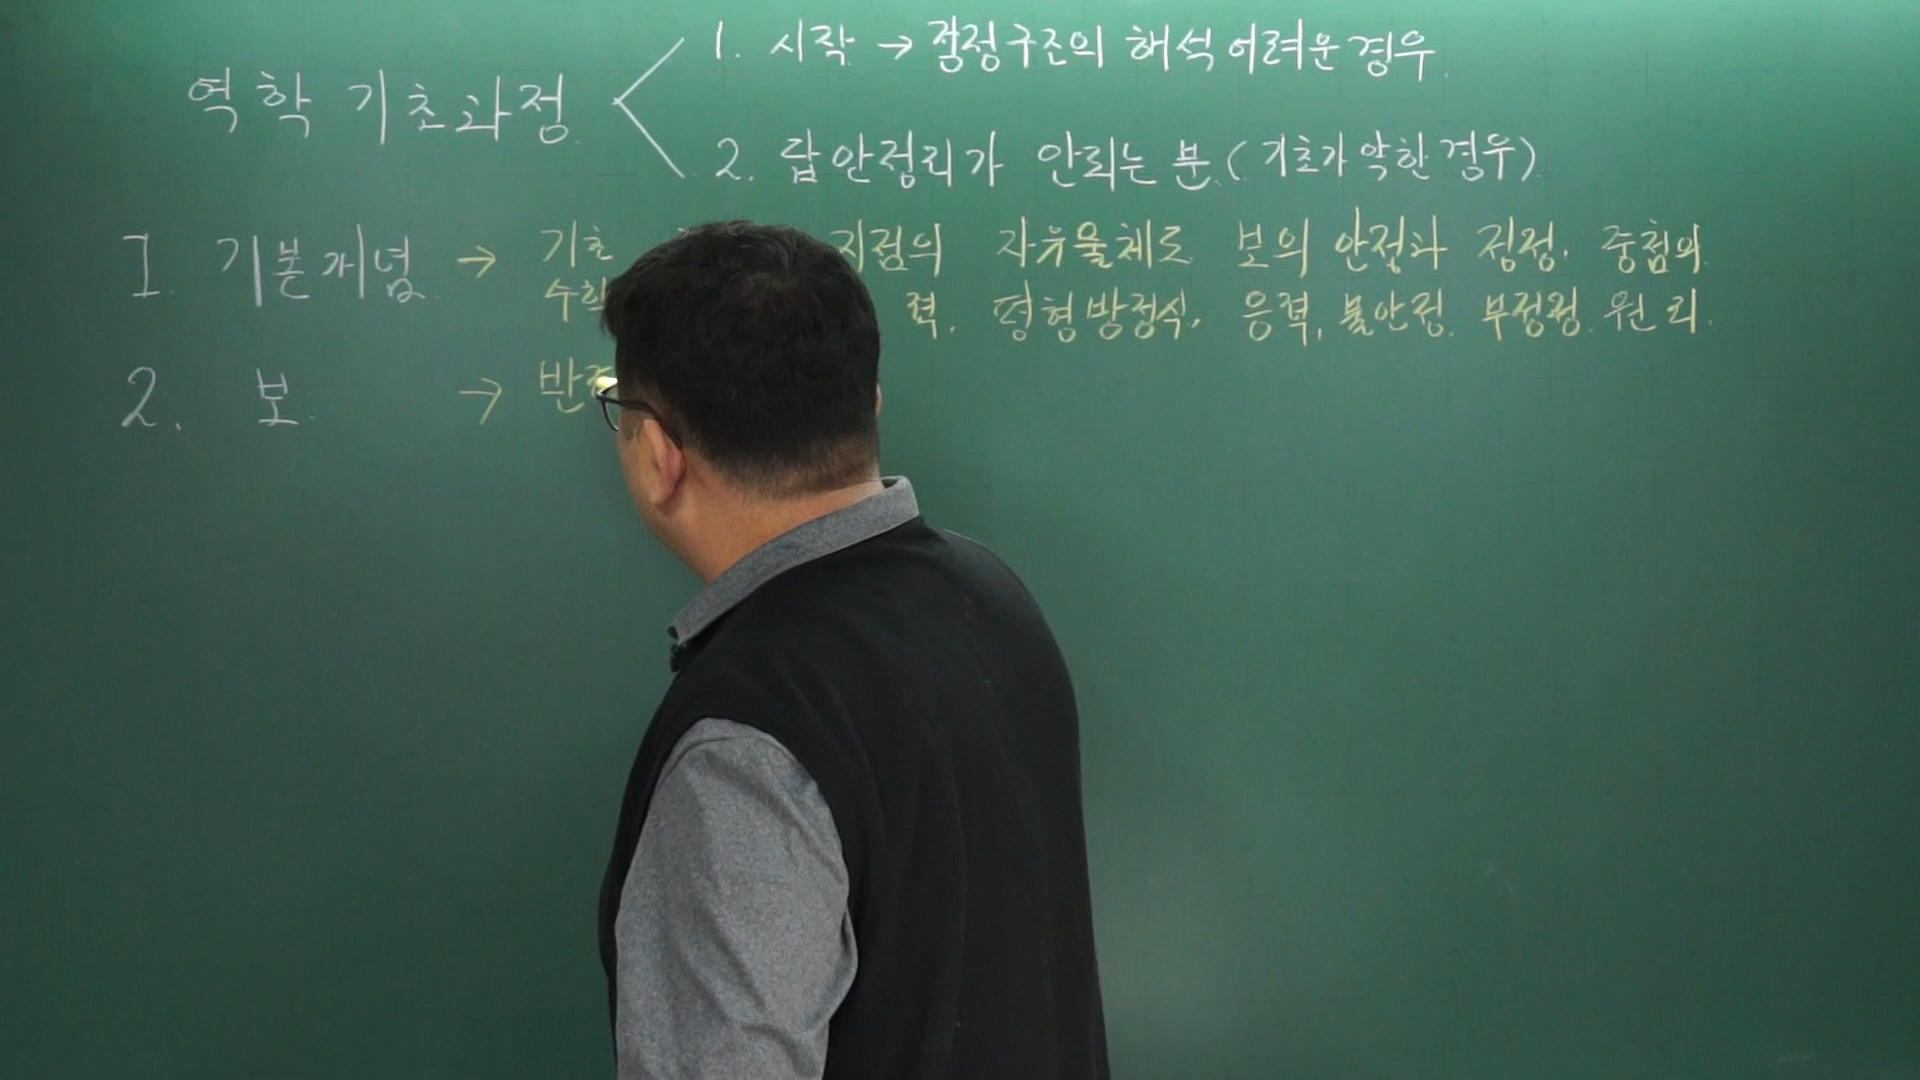 역학 기초과정
1. 시작 → 정정구조의 해석 어려운 경우.
2. 답안정리가 안되는 분. (기초가 약한 경우)
1. 기본개념 → 기초 지점의 자유물체도 보의 안정과 정정. 중첩의
수학 력. 평형방정식. 응력. 불안정. 부정정. 원리.
2. 보. →